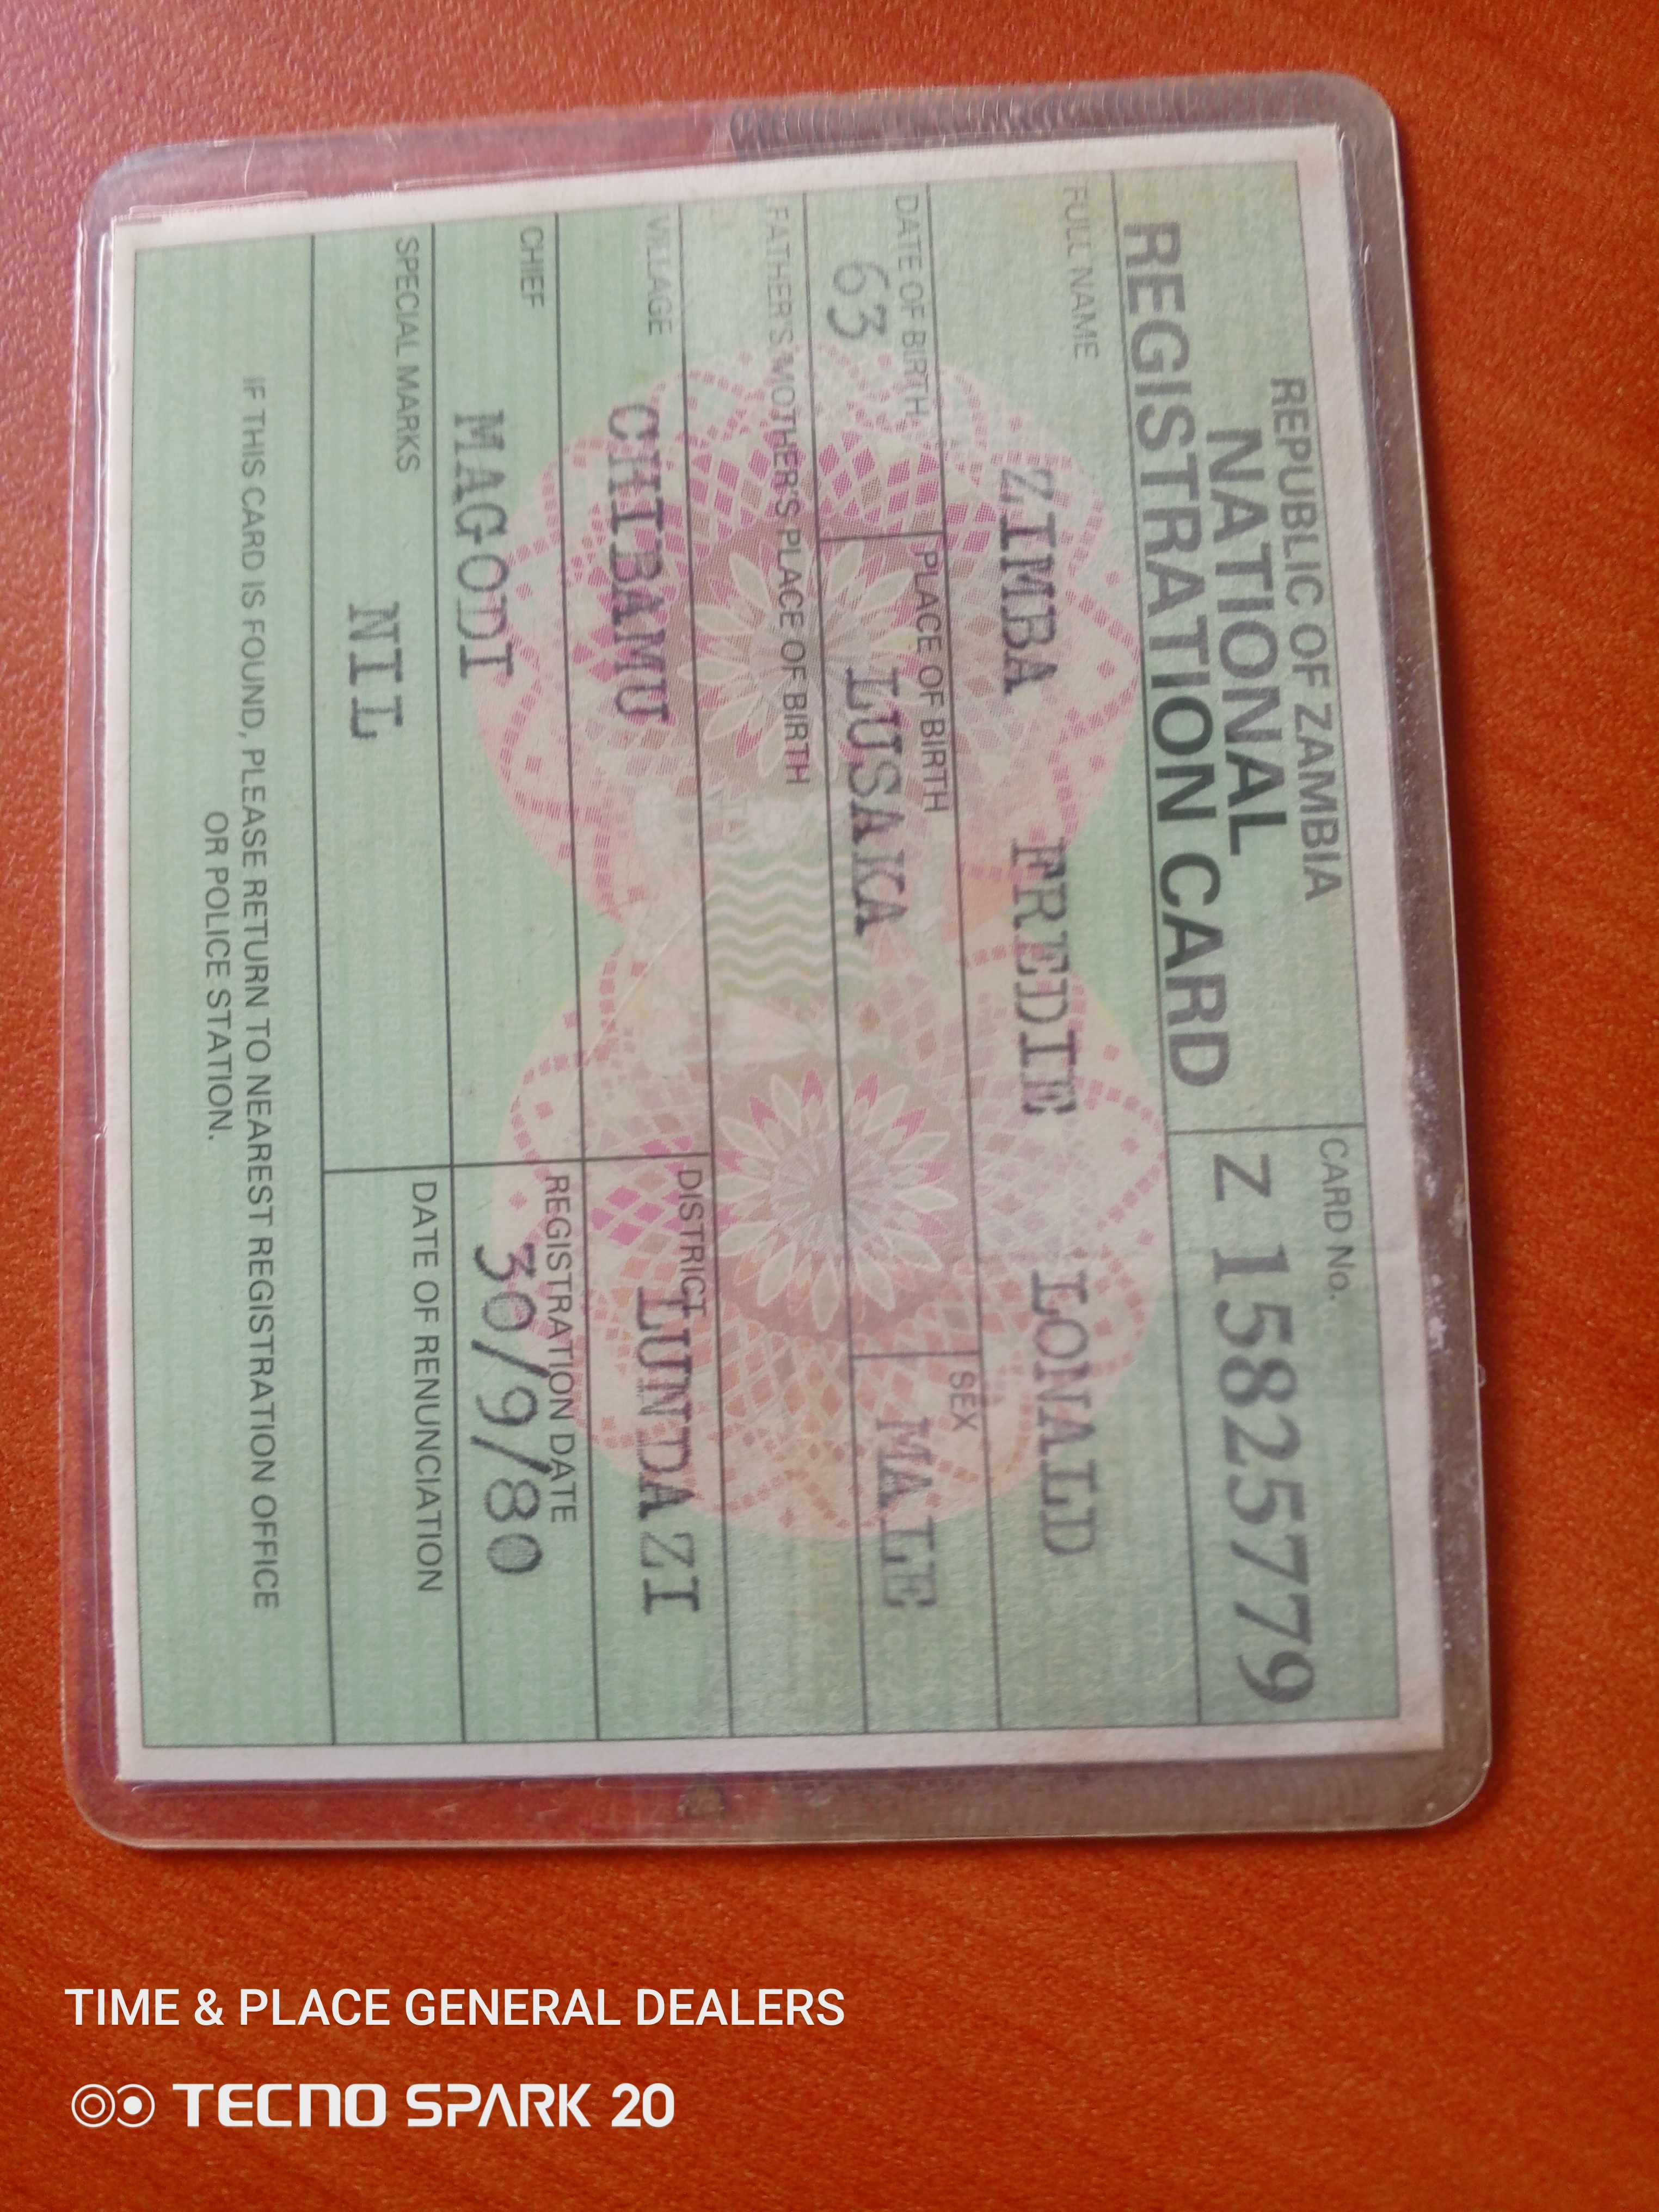 REPUBLIC OF ZAMBIA
NATIONAL
REGISTRATION CARD
CARD No.
Z 1582577​79
FULL NAME
ZIMBA FREDIE LONALD
DATE OF BIRTH PLACE OF BIRTH SEX
63 LUSAKA MALE
FATHER'S/MOTHER'S PLACE OF BIRTH
VILLAGE DISTRICT
CHIBAMU LUNDAZI
CHIEF REGISTRATION DATE
MAGODI 30/9/80
SPECIAL MARKS DATE OF RENUNCIATION
NIL
IF THIS CARD IS FOUND, PLEASE RETURN TO NEAREST REGISTRATION OFFICE
OR POLICE STATION.
TIME & PLACE GENERAL DEALERS
TECNO SPARK 20